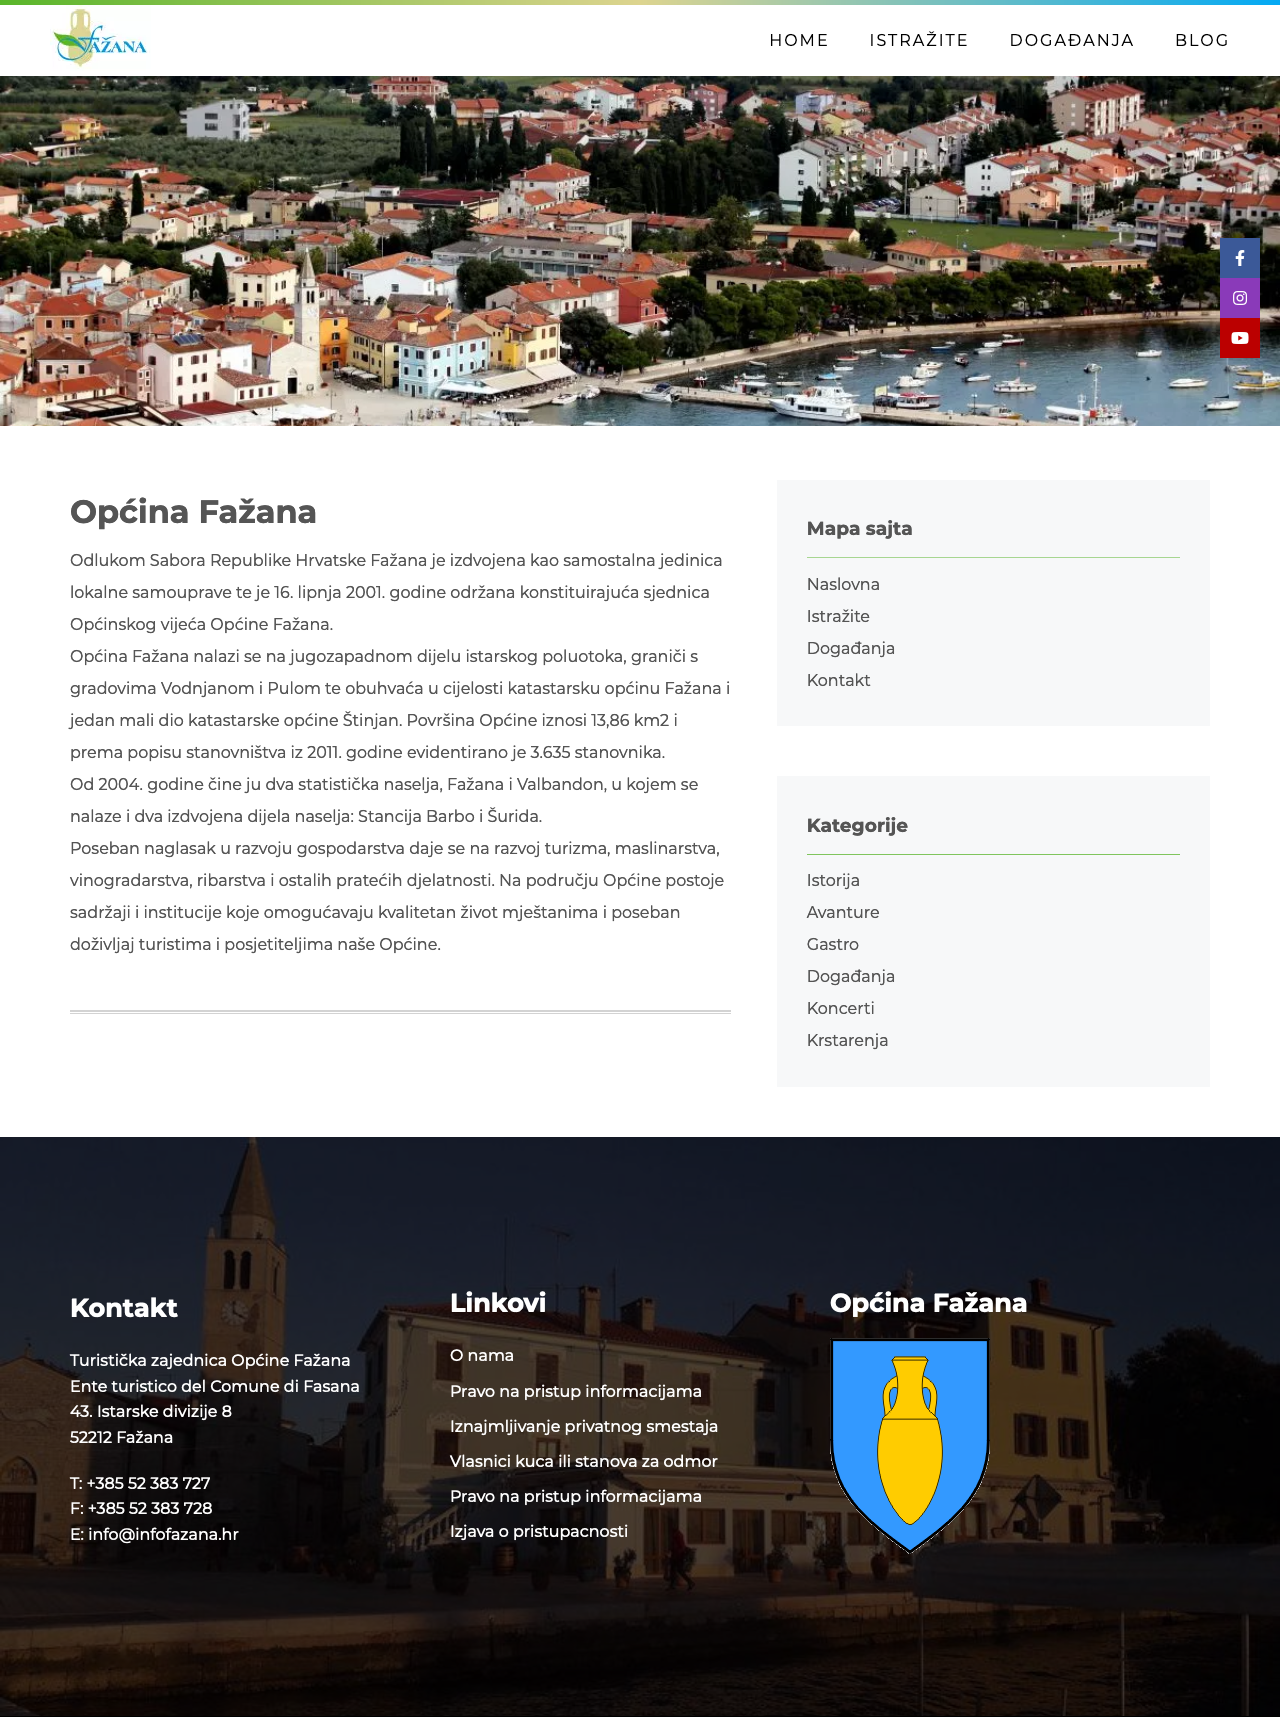 FAŽANA
HOME
ISTRAŽITE
DOGAĐANJA
BLOG
Općina Fažana
Odlukom Sabora Republike Hrvatske Fažana je izdvojena kao samostalna jedinica
lokalne samouprave te je 16. lipnja 2001. godine održana konstituirajuća sjednica
Općinskog vijeća Općine Fažana.
Općina Fažana nalazi se na jugozapadnom dijelu istarskog poluotoka, graniči s
gradovima Vodnjanom i Pulom te obuhvaća u cijelosti katastarsku općinu Fažana i
jedan mali dio katastarske općine Štinjan. Površina Općine iznosi 13,86 km2 i
prema popisu stanovništva iz 2011. godine evidentirano je 3.635 stanovnika.
Od 2004. godine čine ju dva statistička naselja, Fažana i Valbandon, u kojem se
nalaze i dva izdvojena dijela naselja: Stancija Barbo i Šurida.
Poseban naglasak u razvoju gospodarstva daje se na razvoj turizma, maslinarstva,
vinogradarstva, ribarstva i ostalih pratećih djelatnosti. Na području Općine postoje
sadržaji i institucije koje omogućavaju kvalitetan život mještanima i poseban
doživljaj turistima i posjetiteljima naše Općine.
Mapa sajta
Naslovna
Istražite
Događanja
Kontakt
Kategorije
Istorija
Avanture
Gastro
Događanja
Koncerti
Krstarenja
Kontakt
Turistička zajednica Općine Fažana
Ente turistico del Comune di Fasana
43. Istarske divizije 8
52212 Fažana
T: +385 52 383 727
F: +385 52 383 728
E: info@infofazana.hr
Linkovi
O nama
Pravo na pristup informacijama
Iznajmljivanje privatnog smestaja
Vlasnici kuca ili stanova za odmor
Pravo na pristup informacijama
Izjava o pristupacnosti
Općina Fažana